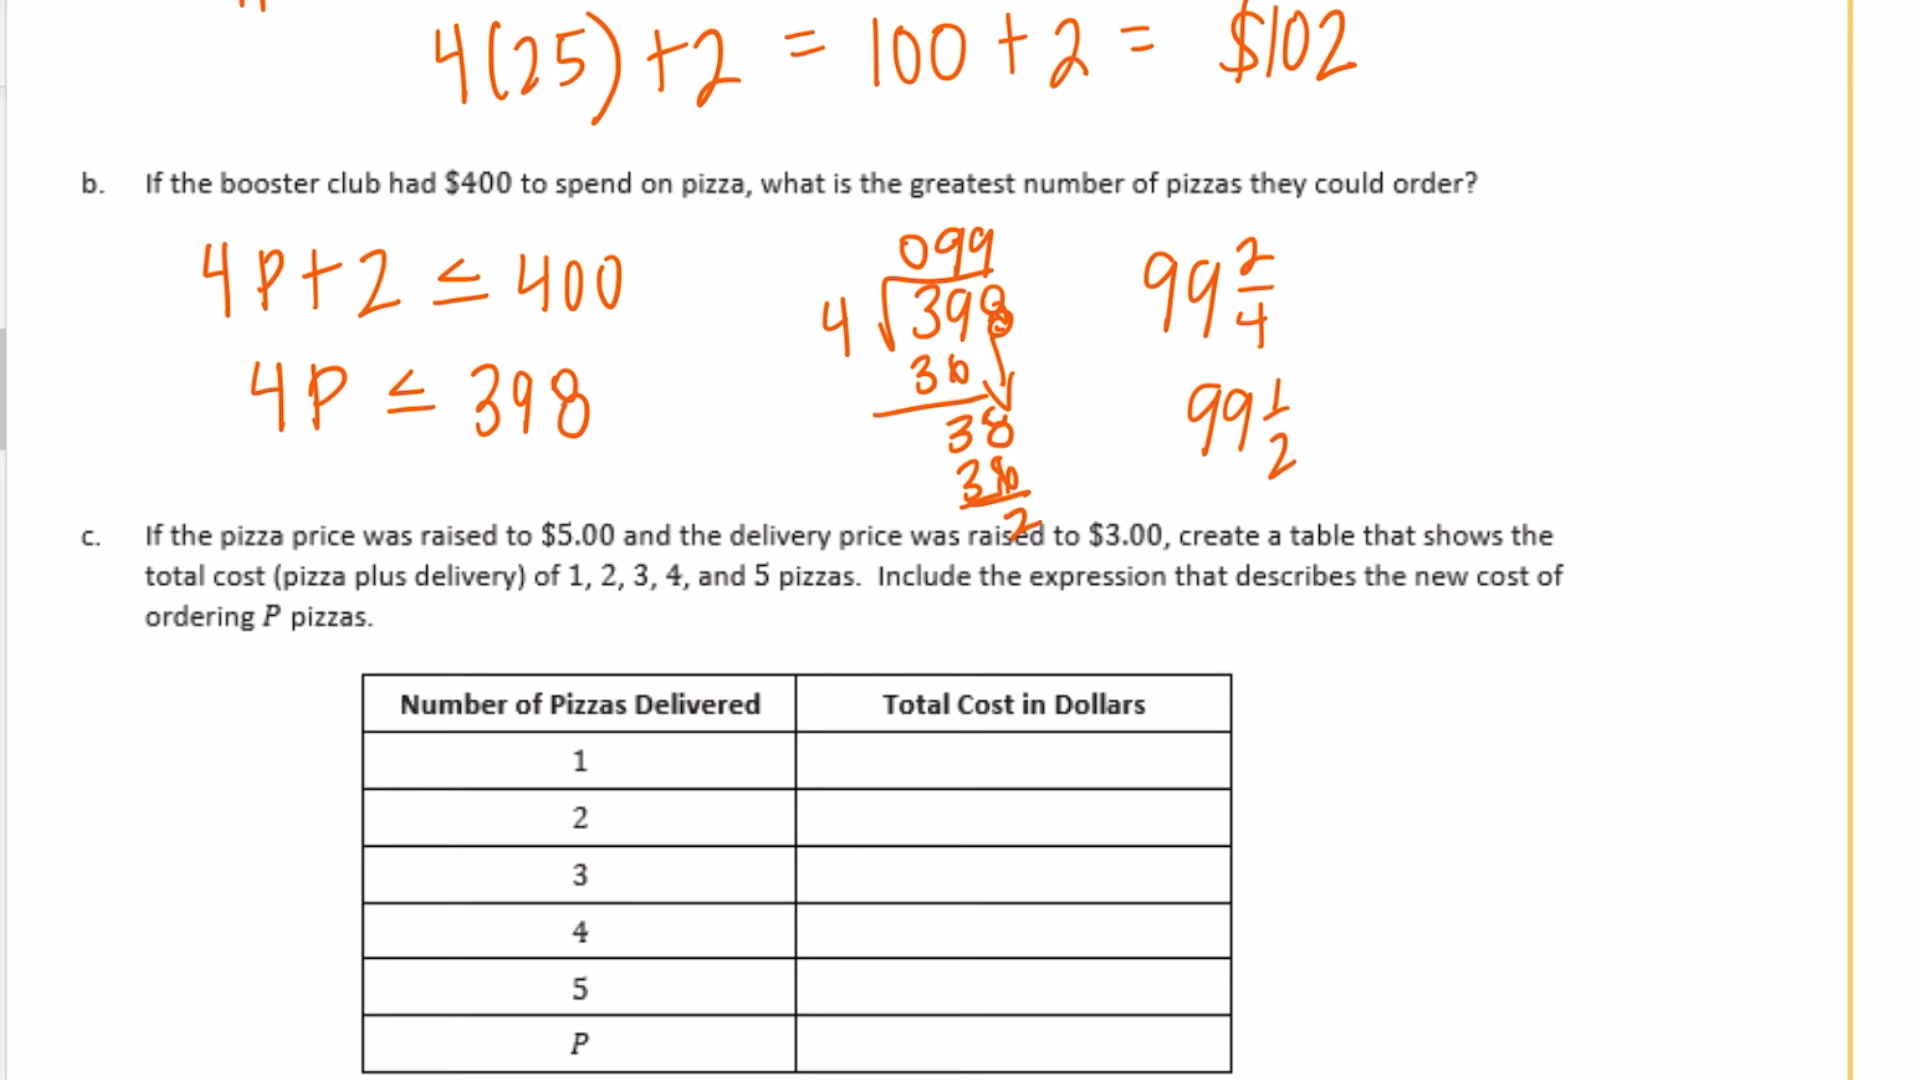 4(25)+2 = 100 + 2 = $102
b. If the booster club had $400 to spend on pizza, what is the greatest number of pizzas they could order?
4P+2 ≤ 400
4P ≤ 398
099
4 √398
36
38
36
2
99 2/4
99 1/2
c. If the pizza price was raised to $5.00 and the delivery price was raised to $3.00, create a table that shows the
total cost (pizza plus delivery) of 1, 2, 3, 4, and 5 pizzas. Include the expression that describes the new cost of
ordering P pizzas.
Number of Pizzas Delivered Total Cost in Dollars
1
2
3
4
5
P